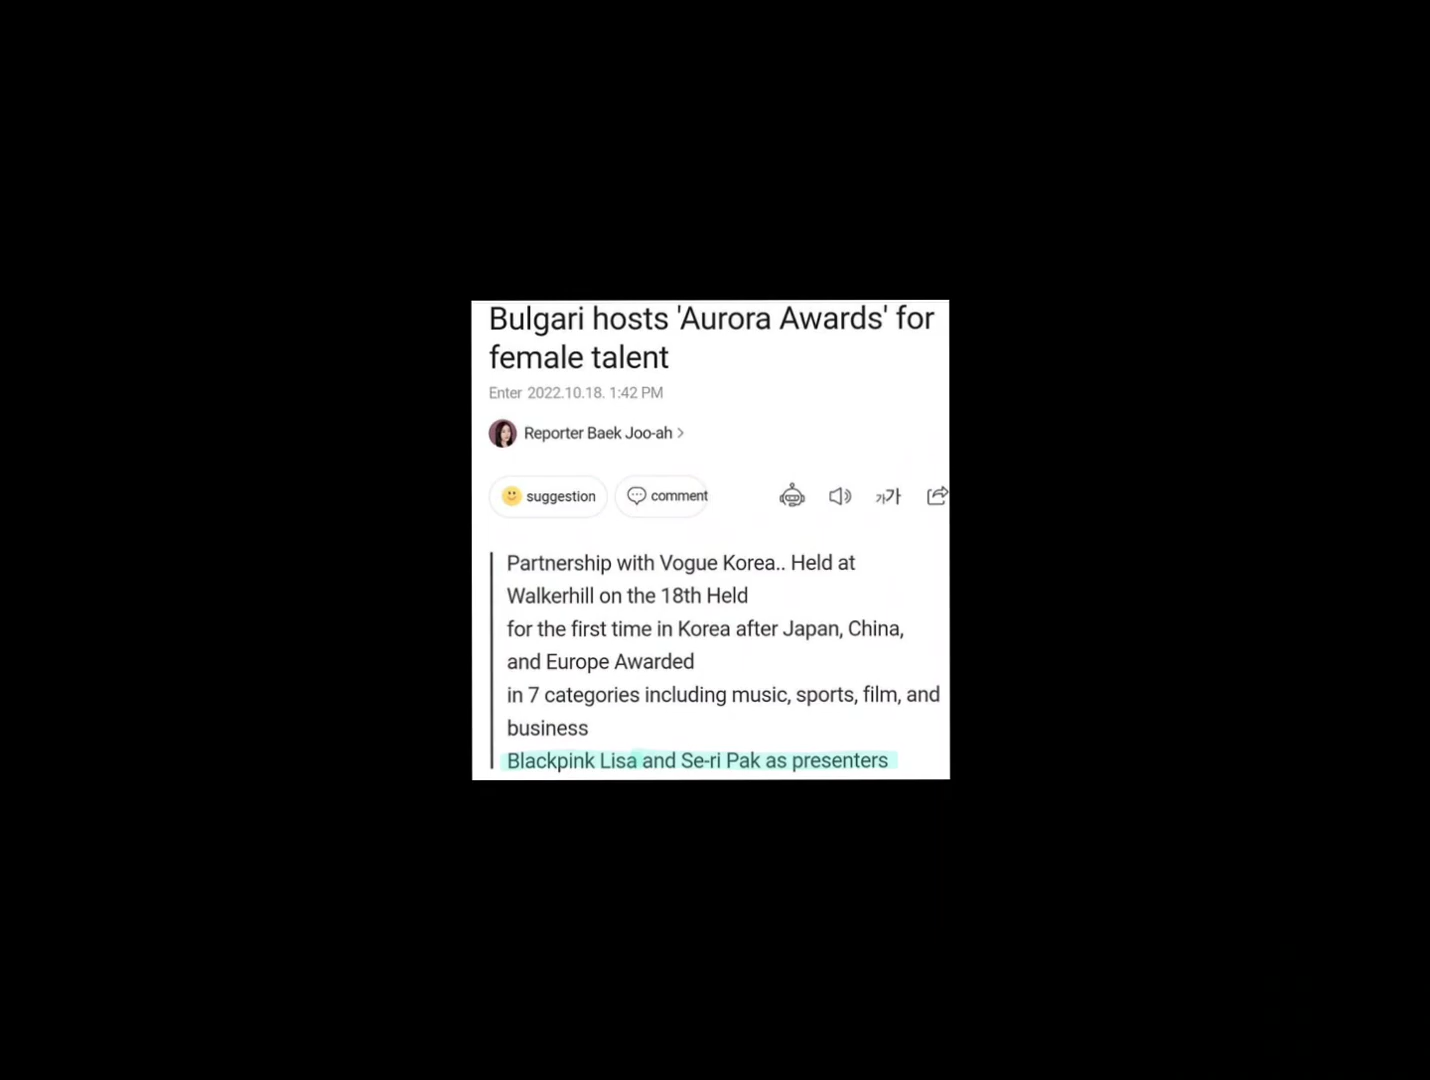 Bulgari hosts 'Aurora Awards' for
female talent
Enter 2022.10.18. 1:42 PM
Reporter Baek Joo-ah >
suggestion
comment
가가
Partnership with Vogue Korea.. Held at
Walkerhill on the 18th Held
for the first time in Korea after Japan, China,
and Europe Awarded
in 7 categories including music, sports, film, and
business
Blackpink Lisa and Se-ri Pak as presenters